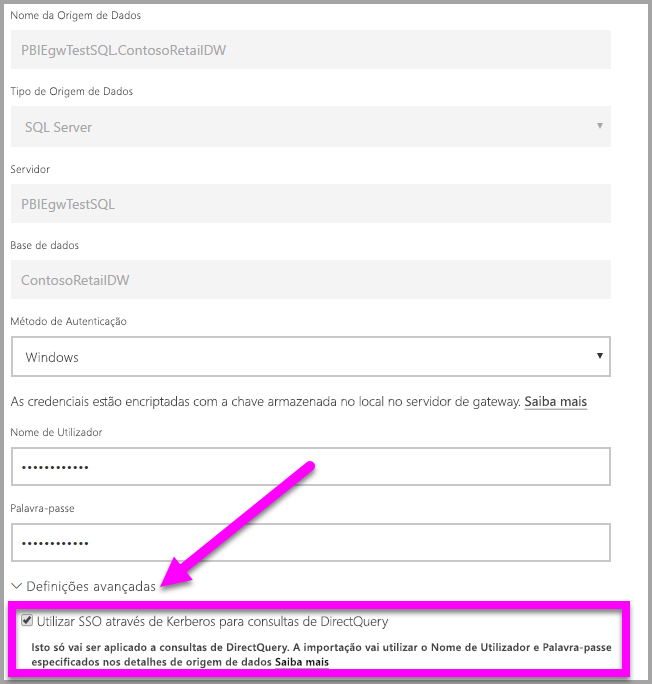 Nome da Origem de Dados
PBIEgwTestSQL.ContosoRetailDW
Tipo de Origem de Dados
SQL Server
Servidor
PBIEgwTestSQL
Base de dados
ContosoRetailDW
Método de Autenticação
Windows
As credenciais estão encriptadas com a chave armazenada no local no servidor de gateway. Saiba mais
Nome de Utilizador
••••••••••••
Palavra-passe
••••••••••••
Definições avançadas
Utilizar SSO através de Kerberos para consultas de DirectQuery
Isto só vai ser aplicado a consultas de DirectQuery. A importação vai utilizar o Nome de Utilizador e Palavra-passe
especificados nos detalhes de origem de dados Saiba mais